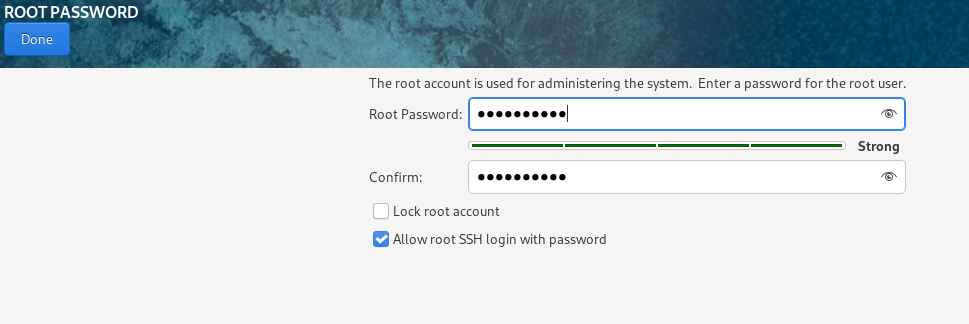 ROOT PASSWORD
Done
The root account is used for administering the system.  Enter a password for the root user.
Root Password: ●●●●●●●●●●
Strong
Confirm: ●●●●●●●●●●
Lock root account
Allow root SSH login with password